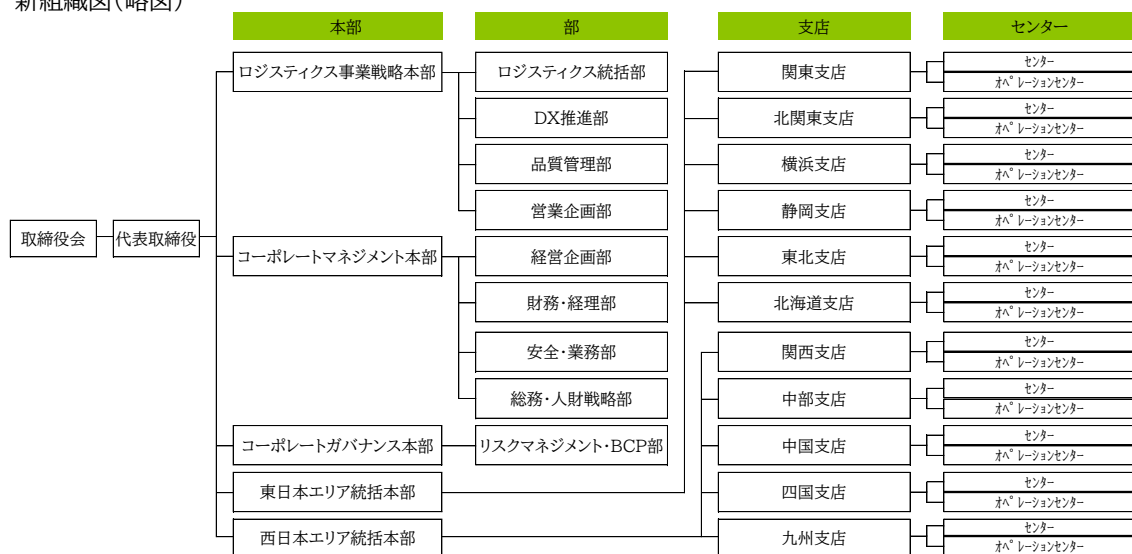 新組織図(略図)
本部 部 支店 センター
ロジスティクス事業戦略本部 ロジスティクス統括部 関東支店 センター
オペレーションセンター
DX推進部 北関東支店 センター
オペレーションセンター
品質管理部 横浜支店 センター
オペレーションセンター
営業企画部 静岡支店 センター
オペレーションセンター
取締役会 代表取締役
コーポレートマネジメント本部 経営企画部 東北支店 センター
オペレーションセンター
財務・経理部 北海道支店 センター
オペレーションセンター
安全・業務部 関西支店 センター
オペレーションセンター
総務・人財戦略部 中部支店 センター
オペレーションセンター
コーポレートガバナンス本部 リスクマネジメント・BCP部 中国支店 センター
オペレーションセンター
東日本エリア統括本部 四国支店 センター
オペレーションセンター
西日本エリア統括本部 九州支店 センター
オペレーションセンター